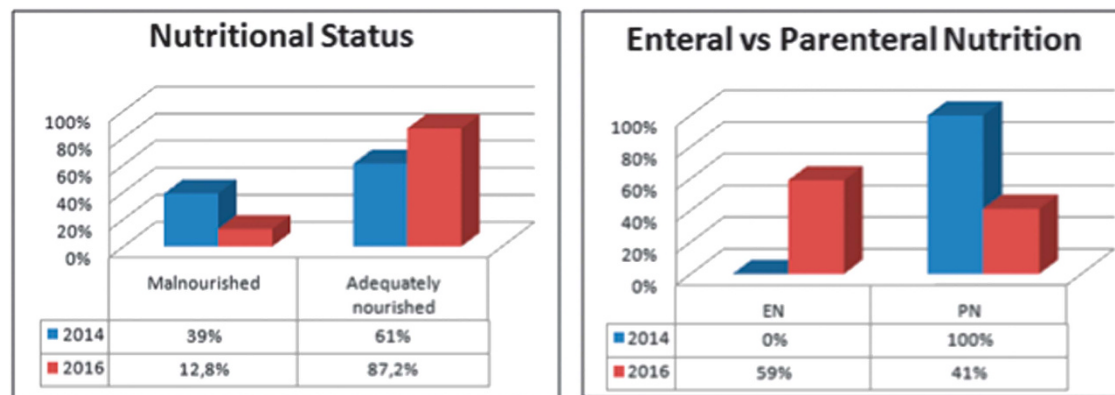 Nutritional Status
100%
80%
60%
40%
20%
0%
Malnourished Adequately
nourished
2014 39% 61%
2016 12,8% 87,2%
Enteral vs Parenteral Nutrition
100%
80%
60%
40%
20%
0%
EN PN
2014 0% 100%
2016 59% 41%